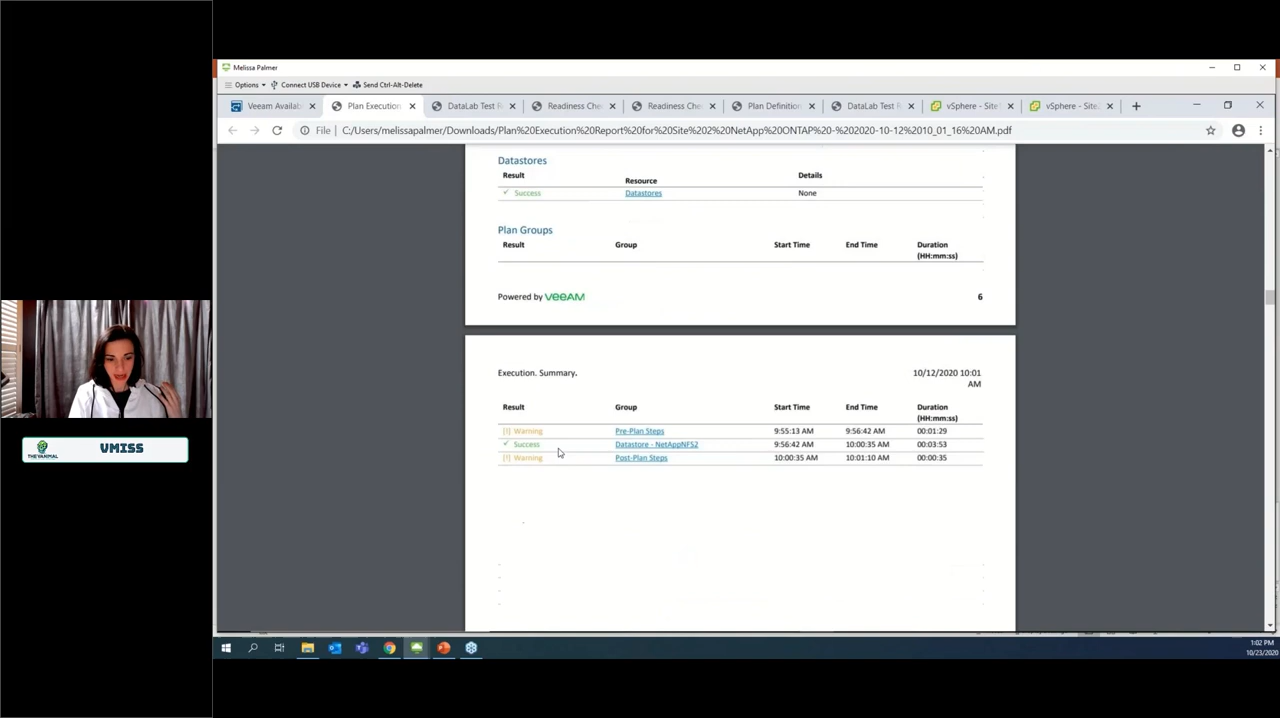 Melissa Palmer
Options Connect USB Device Send Ctrl-Alt-Delete
Veeam Availab Plan Execution DataLab Test R Readiness Che Readiness Che Plan Definition DataLab Test R vSphere - Site vSphere - Site
File C:/Users/melissapalmer/Downloads/Plan%20Execution%20Report%20for%20Site%202%20NetApp%20ONTAP%20-%202020-10-12%2010_01_16%20AM.pdf
Datastores
Result Resource Details
Success Datastores None
Plan Groups
Result Group Start Time End Time Duration
(HH:mm:ss)
Powered by veeAM 6
Execution. Summary. 10/12/2020 10:01
AM
Result Group Start Time End Time Duration
(HH:mm:ss)
[!] Warning Pre-Plan Steps 9:55:13 AM 9:56:42 AM 00:01:29
Success Datastore - NetAppNFS2 9:56:42 AM 10:00:35 AM 00:03:53
[!] Warning Post-Plan Steps 10:00:35 AM 10:01:10 AM 00:00:35
THEVANIMAL VMISS
1:02 PM
10/23/2020